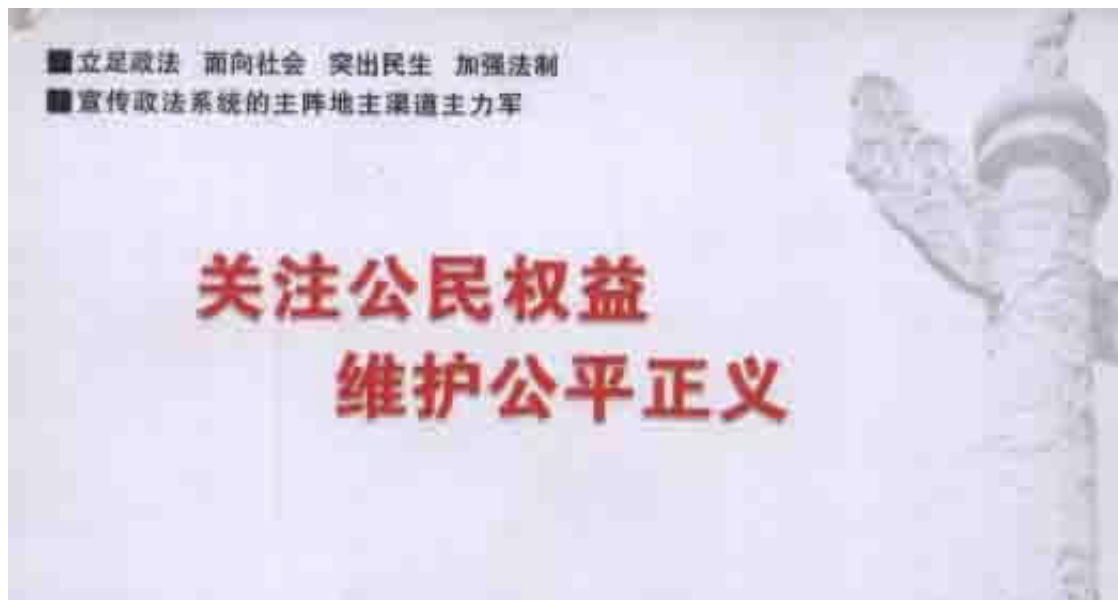 ■立足政法 面向社会 突出民生 加强法制
■宣传政法系统的主阵地主渠道主力军
关注公民权益
维护公平正义